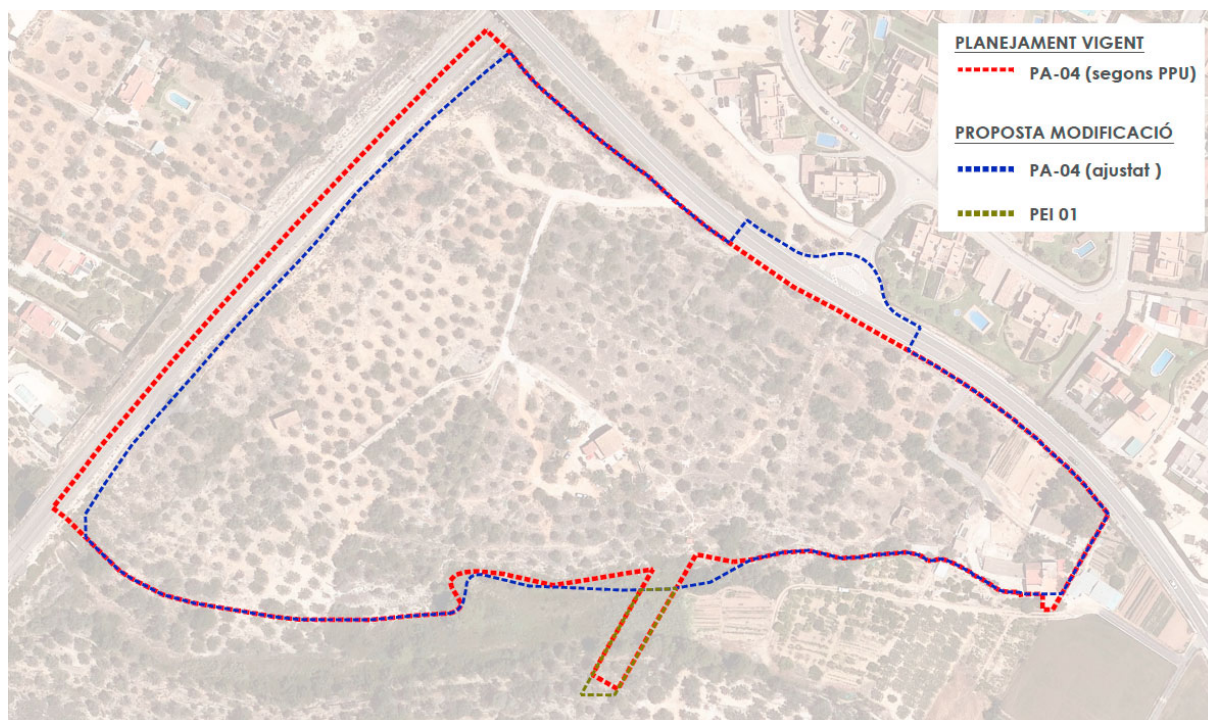 PLANEJAMENT VIGENT
PA-04 (segons PPU)
PROPOSTA MODIFICACIÓ
PA-04 (ajustat )
PEI 01